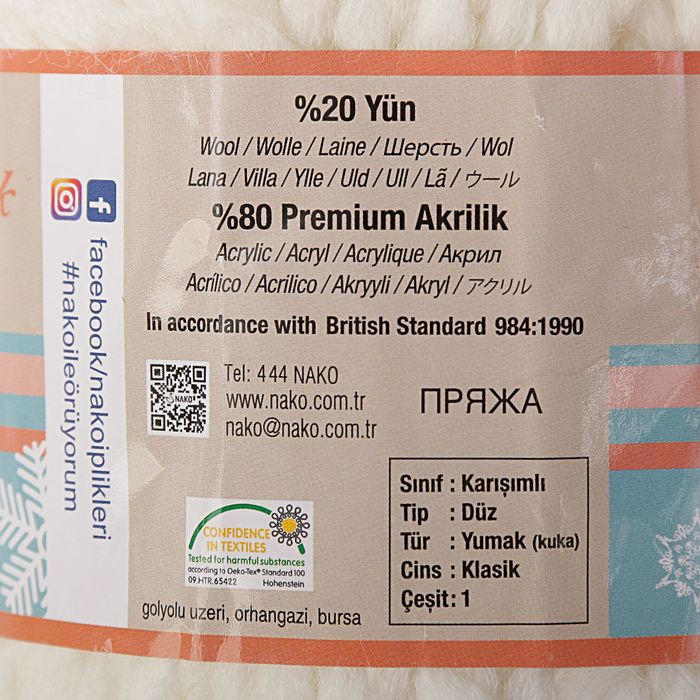 %20 Yün
Wool / Wolle / Laine / Шерсть / Wol
Lana / Villa / Ylle / Uld / Ull / Lã / ウール
%80 Premium Akrilik
Acrylic / Acryl / Acrylique / Акрил
Acrílico / Acrilico / Akryyli / Akryl / アクリル
In accordance with British Standard 984:1990
facebook/nakoiplikleri
#nakoileörüyorum
NAKO
Tel: 444 NAKO
www.nako.com.tr
nako@nako.com.tr
ПРЯЖА
CONFIDENCE
IN TEXTILES
Tested for harmful substances
according to Oeko-Tex® Standard 100
09.HTR.65422 Hohenstein
golyolu uzeri, orhangazi, bursa
Sınıf : Karışımlı
Tip : Düz
Tür : Yumak (kuka)
Cins : Klasik
Çeşit : 1